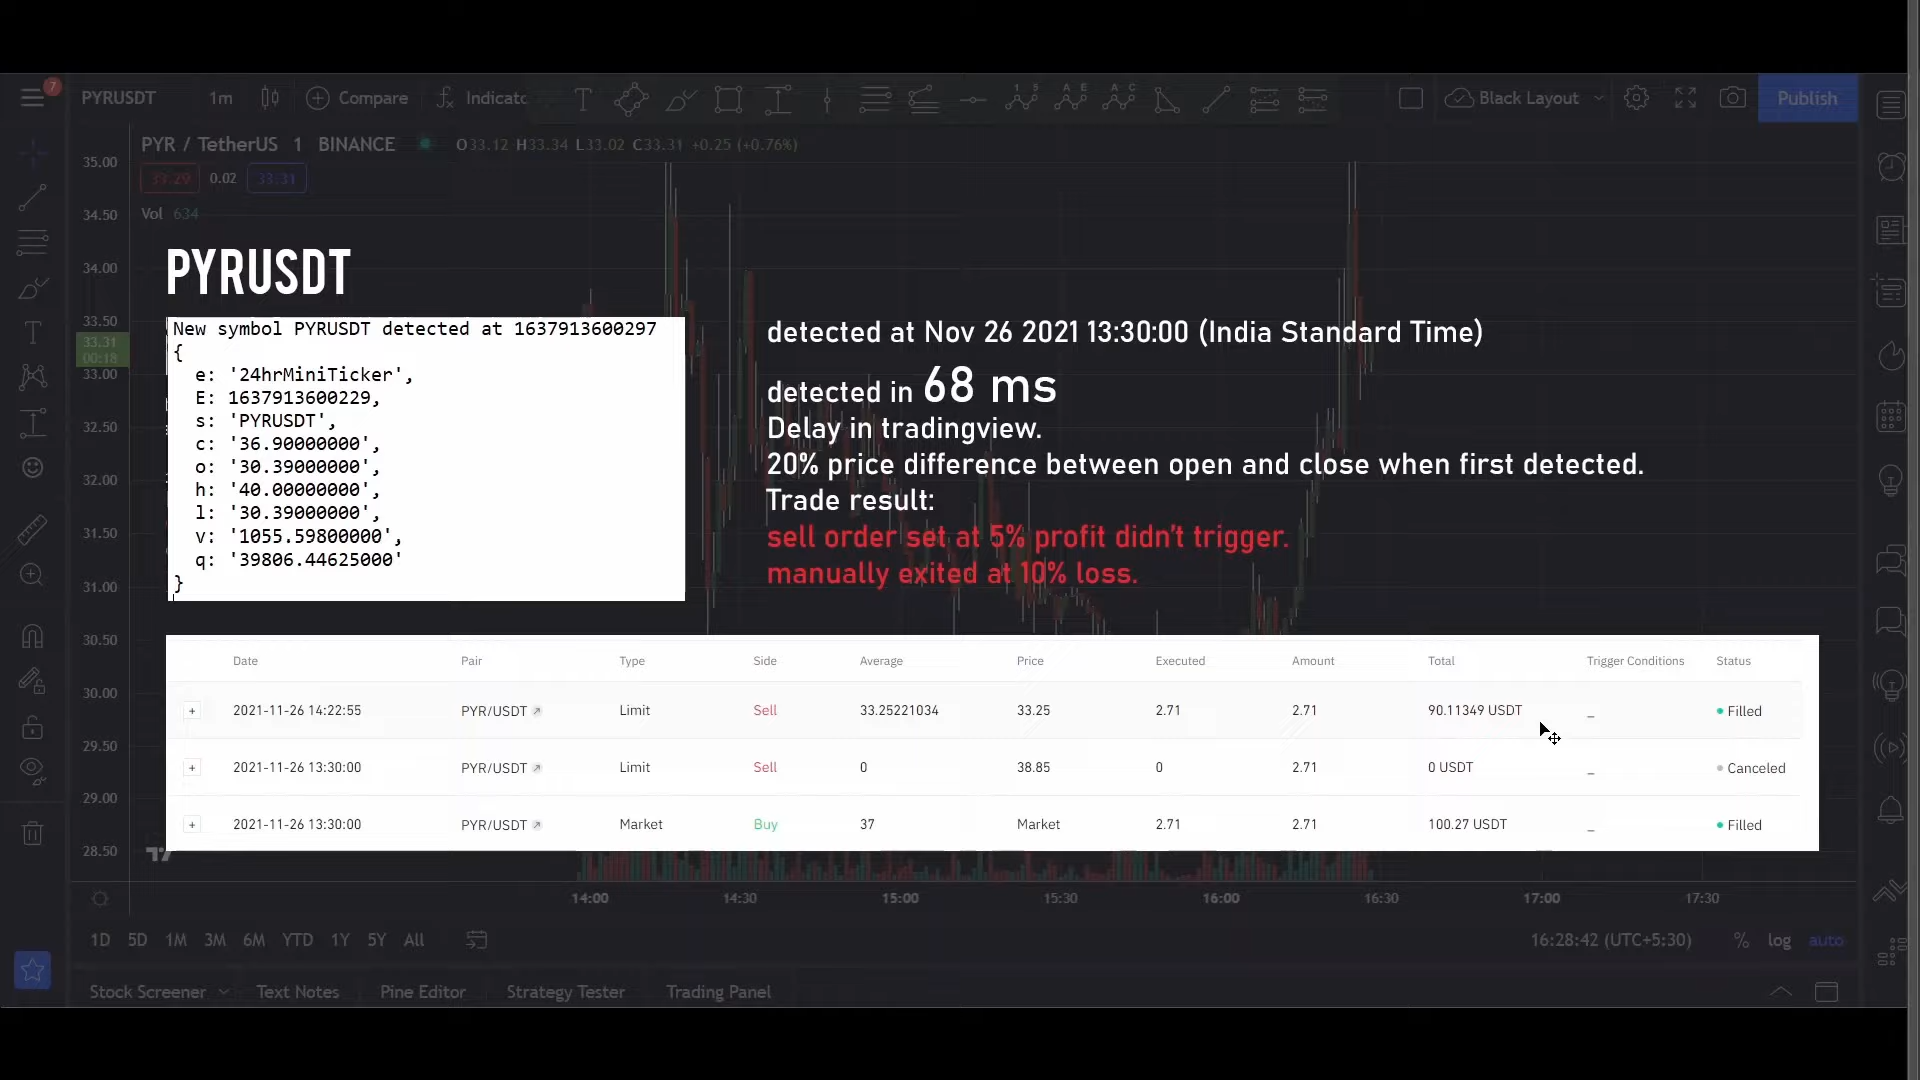 7
PYRUSDT
1m
Compare
Indicato
Black Layout
Publish
PYR / TetherUS 1 BINANCE
O33.12 H33.34 L33.02 C33.31 +0.25 (+0.76%)
33.29 0.02 33.31
Vol 634
35.00
34.50
34.00
33.50
33.31
00:18
33.00
32.50
32.00
31.50
31.00
30.50
30.00
29.50
29.00
28.50
PYRUSDT
New symbol PYRUSDT detected at 1637913600297
{
e: '24hrMiniTicker',
E: 1637913600229,
s: 'PYRUSDT',
c: '36.90000000',
o: '30.39000000',
h: '40.00000000',
l: '30.39000000',
v: '1055.59800000',
q: '39806.44625000'
}
detected at Nov 26 2021 13:30:00 (India Standard Time)
detected in 68 ms
Delay in tradingview.
20% price difference between open and close when first detected.
Trade result:
sell order set at 5% profit didn't trigger.
manually exited at 10% loss.
Date Pair Type Side Average Price Executed Amount Total Trigger Conditions Status
+ 2021-11-26 14:22:55 PYR/USDT Limit Sell 33.25221034 33.25 2.71 2.71 90.11349 USDT _ Filled
+ 2021-11-26 13:30:00 PYR/USDT Limit Sell 0 38.85 0 2.71 0 USDT _ Canceled
+ 2021-11-26 13:30:00 PYR/USDT Market Buy 37 Market 2.71 2.71 100.27 USDT _ Filled
14:00 14:30 15:00 15:30 16:00 16:30 17:00 17:30
1D 5D 1M 3M 6M YTD 1Y 5Y All
16:28:42 (UTC+5:30) % log auto
Stock Screener Text Notes Pine Editor Strategy Tester Trading Panel